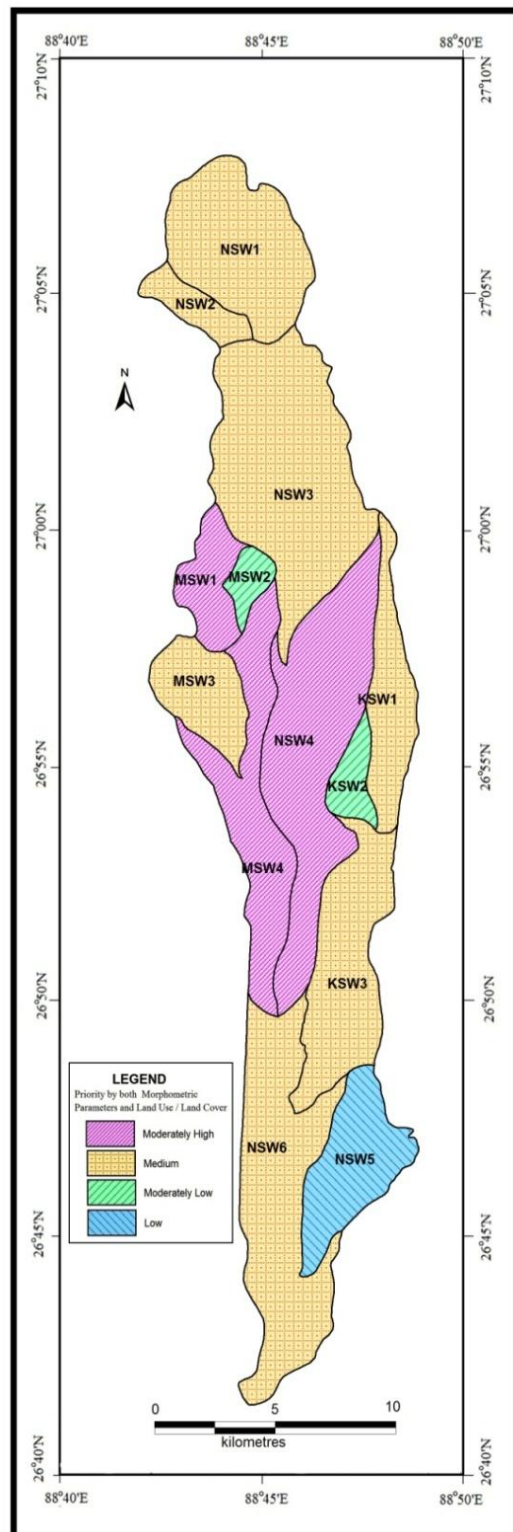 88°40'E 88°45'E 88°50'E
27°10'N 27°10'N
NSW1
27°05'N 27°05'N
NSW2
N
NSW3
27°00'N 27°00'N
MSW1 MSW2
MSW3
KSW1
NSW4
26°55'N 26°55'N
KSW2
MSW4
KSW3
26°50'N 26°50'N
LEGEND
Priority by both Morphometric
Parameters and Land Use / Land Cover
Moderately High
Medium
Moderately Low
Low
NSW6
NSW5
26°45'N 26°45'N
0 5 10
kilometres
26°40'N 26°40'N
88°40'E 88°45'E 88°50'E